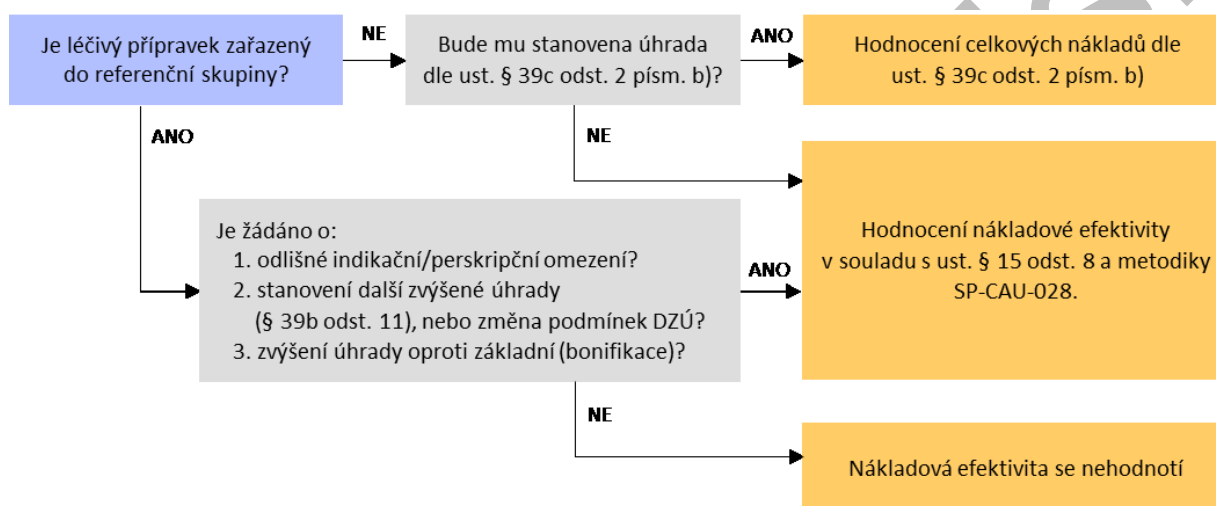 Je léčivý přípravek zařazený
do referenční skupiny?
NE
Bude mu stanovena úhrada
dle ust. § 39c odst. 2 písm. b)?
ANO
Hodnocení celkových nákladů dle
ust. § 39c odst. 2 písm. b)
ANO
NE
Je žádáno o:
1. odlišné indikační/perskripční omezení?
2. stanovení další zvýšené úhrady
(§ 39b odst. 11), nebo změna podmínek DZÚ?
3. zvýšení úhrady oproti základní (bonifikace)?
ANO
Hodnocení nákladové efektivity
v souladu s ust. § 15 odst. 8 a metodiky
SP-CAU-028.
NE
Nákladová efektivita se nehodnotí